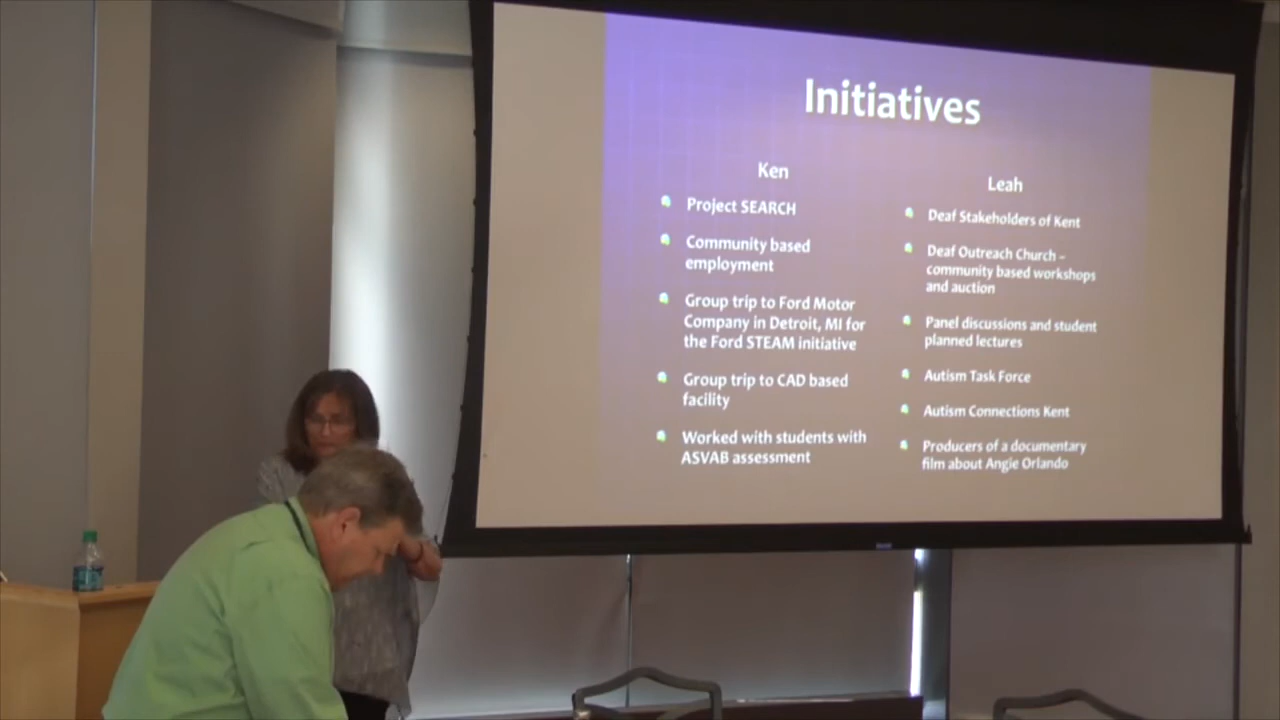 Initiatives
Ken
Project SEARCH
Community based
employment
Group trip to Ford Motor
Company in Detroit, MI for
the Ford STEAM initiative
Group trip to CAD based
facility
Worked with students with
ASVAB assessment
Leah
Deaf Stakeholders of Kent
Deaf Outreach Church –
community based workshops
and auction
Panel discussions and student
planned lectures
Autism Task Force
Autism Connections Kent
Producers of a documentary
film about Angie Orlando